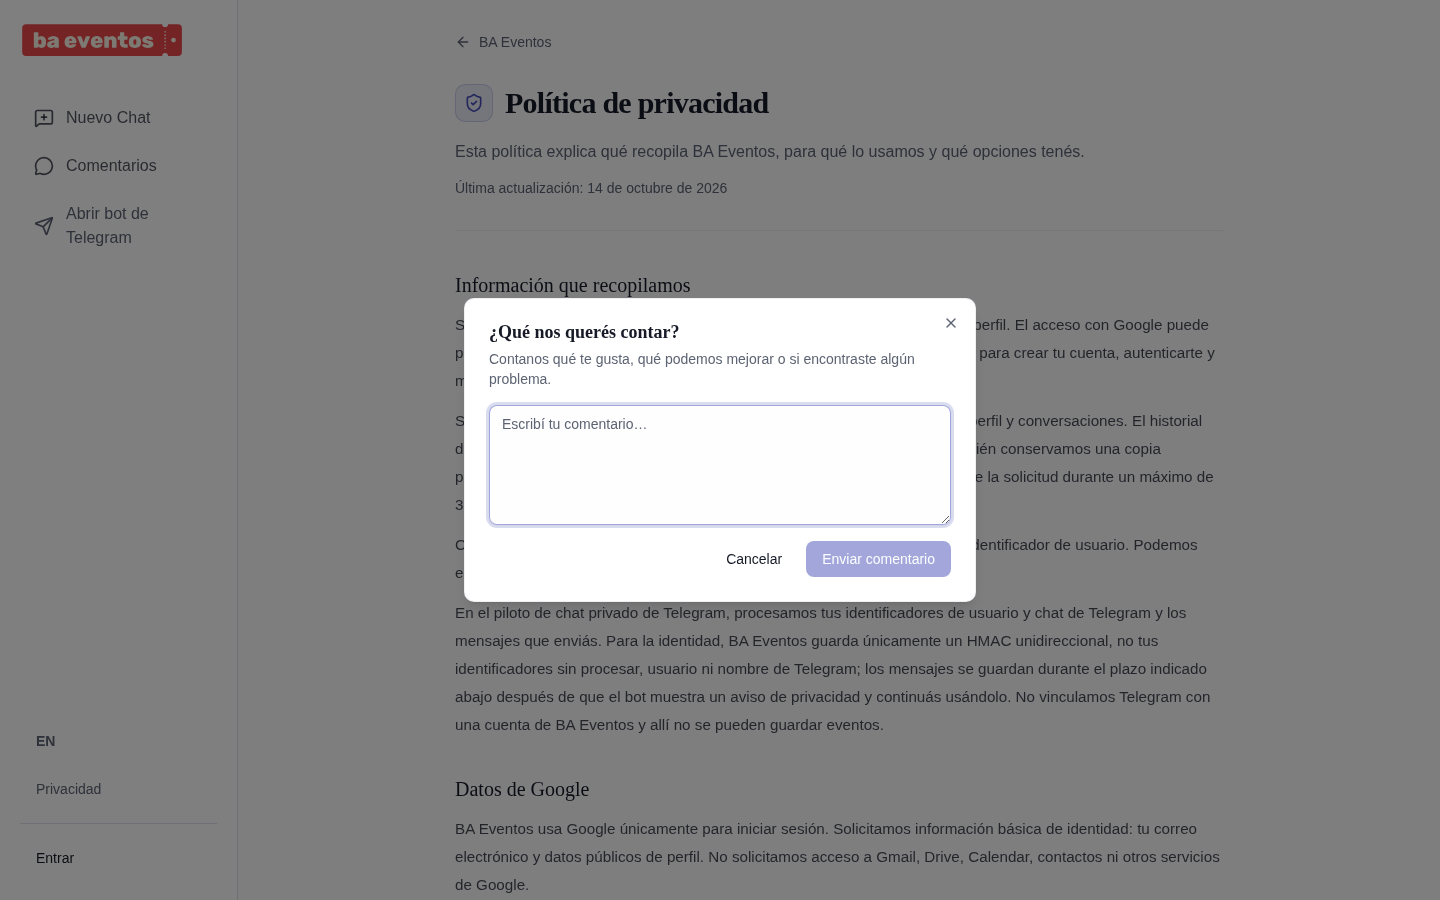 ba eventos
Nuevo Chat
Comentarios
Abrir bot de
Telegram
EN
Privacidad
Entrar
BA Eventos
Política de privacidad
Esta política explica qué recopila BA Eventos, para qué lo usamos y qué opciones tenés.
Última actualización: 14 de octubre de 2026
Información que recopilamos
perfil. El acceso con Google puede
para crear tu cuenta, autenticarte y
perfil y conversaciones. El historial
conservamos una copia
la solicitud durante un máximo de
identificador de usuario. Podemos
¿Qué nos querés contar?
Contanos qué te gusta, qué podemos mejorar o si encontraste algún
problema.
Escribí tu comentario…
Cancelar
Enviar comentario
En el piloto de chat privado de Telegram, procesamos tus identificadores de usuario y chat de Telegram y los
mensajes que enviás. Para la identidad, BA Eventos guarda únicamente un HMAC unidireccional, no tus
identificadores sin procesar, usuario ni nombre de Telegram; los mensajes se guardan durante el plazo indicado
abajo después de que el bot muestra un aviso de privacidad y continuás usándolo. No vinculamos Telegram con
una cuenta de BA Eventos y allí no se pueden guardar eventos.
Datos de Google
BA Eventos usa Google únicamente para iniciar sesión. Solicitamos información básica de identidad: tu correo
electrónico y datos públicos de perfil. No solicitamos acceso a Gmail, Drive, Calendar, contactos ni otros servicios
de Google.